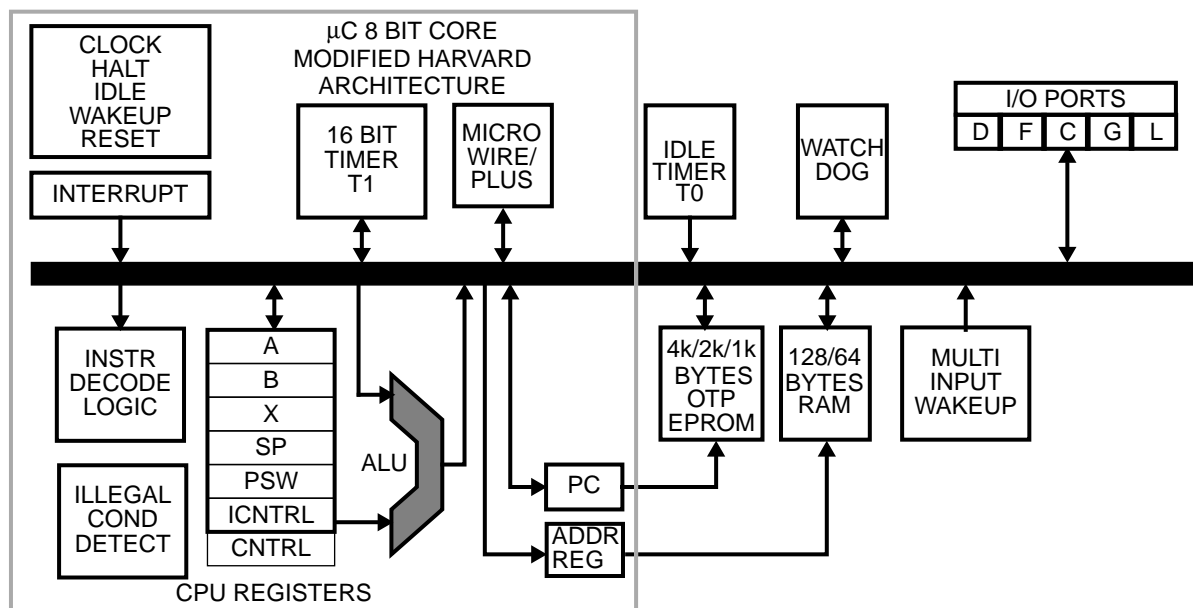 CLOCK
HALT
IDLE
WAKEUP
RESET
INTERRUPT
μC 8 BIT CORE
MODIFIED HARVARD
ARCHITECTURE
16 BIT
TIMER
T1
MICRO
WIRE/
PLUS
IDLE
TIMER
T0
WATCH
DOG
I/O PORTS
D F C G L
INSTR
DECODE
LOGIC
ILLEGAL
COND
DETECT
A
B
X
SP
PSW
ICNTRL
CNTRL
CPU REGISTERS
ALU
PC
ADDR
REG
4k/2k/1k
BYTES
OTP
EPROM
128/64
BYTES
RAM
MULTI
INPUT
WAKEUP